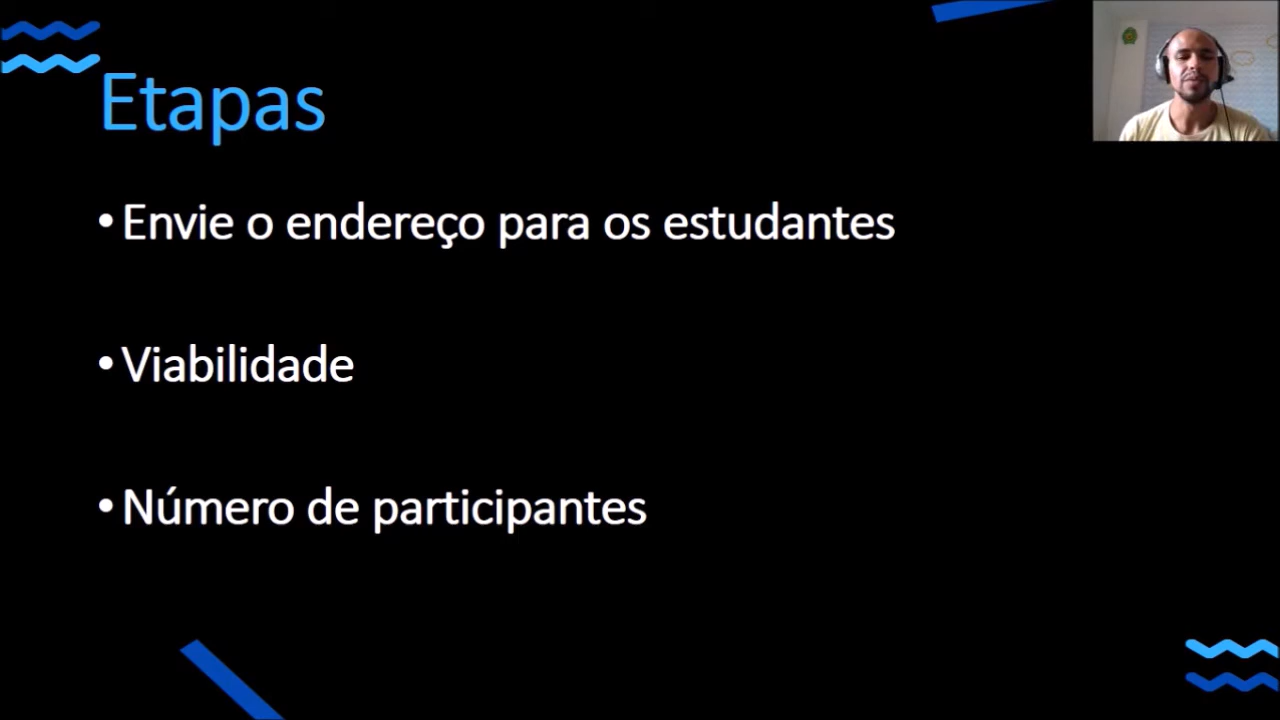 Etapas
• Envie o endereço para os estudantes
• Viabilidade
• Número de participantes